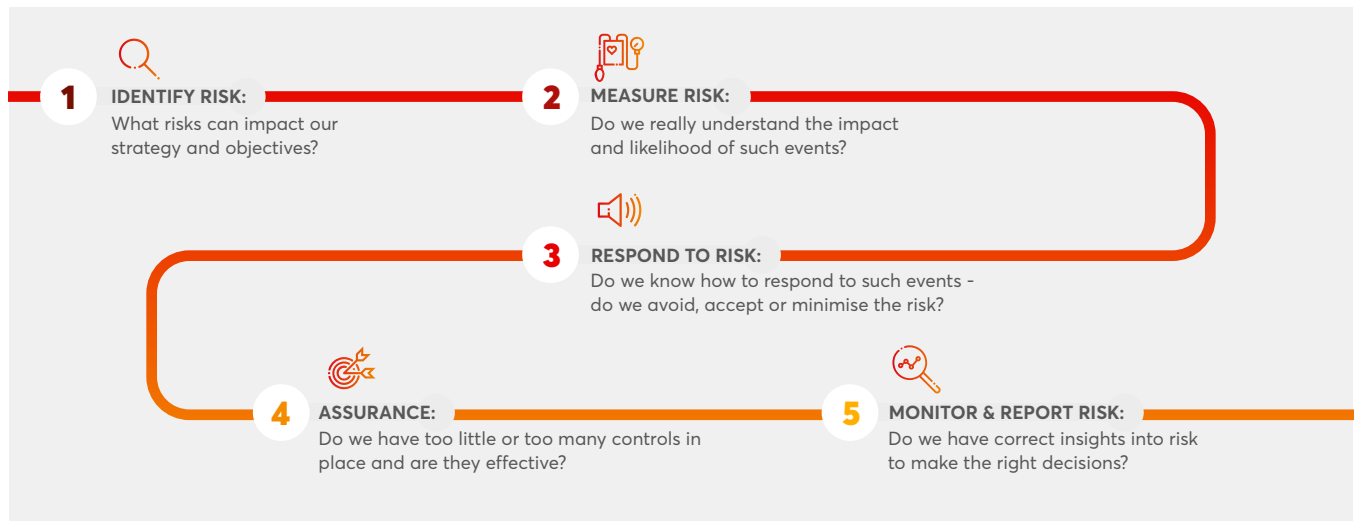 1
IDENTIFY RISK:
What risks can impact our
strategy and objectives?
2
MEASURE RISK:
Do we really understand the impact
and likelihood of such events?
3
RESPOND TO RISK:
Do we know how to respond to such events -
do we avoid, accept or minimise the risk?
4
ASSURANCE:
Do we have too little or too many controls in
place and are they effective?
5
MONITOR & REPORT RISK:
Do we have correct insights into risk
to make the right decisions?